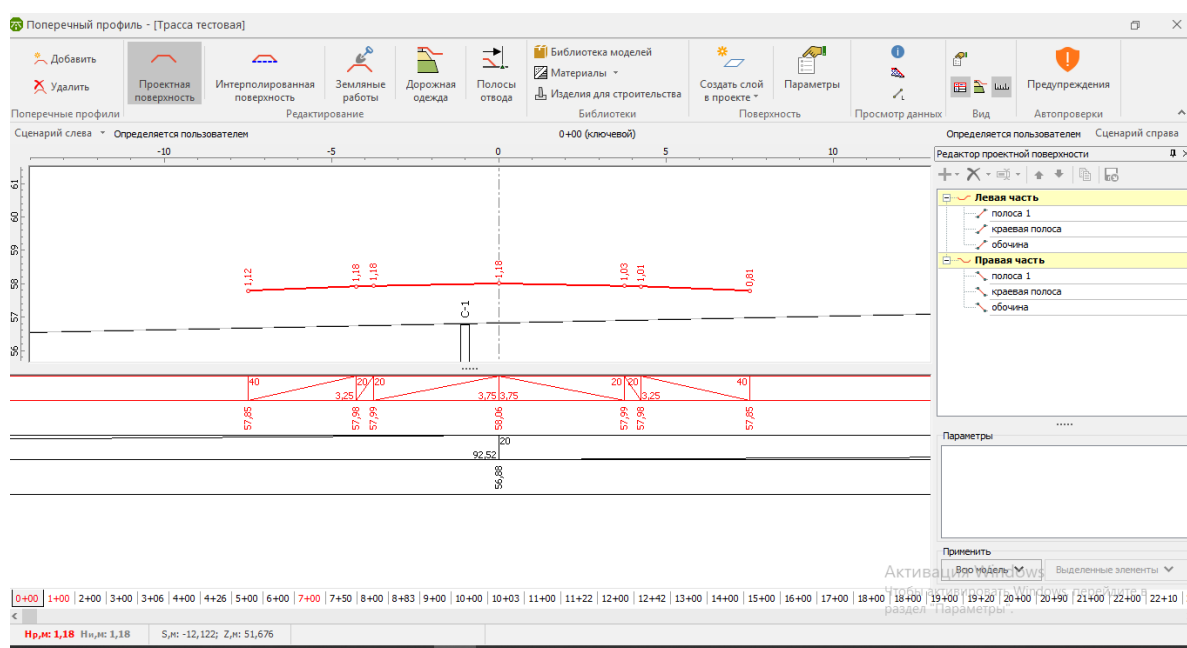 Поперечный профиль - [Трасса тестовая]
Добавить
Удалить
Проектная поверхность
Интерполированная поверхность
Земляные работы
Дорожная одежда
Полосы отвода
Библиотека моделей
Материалы
Изделия для строительства
Создать слой в проекте
Параметры
Предупреждения
Поперечные профили Редактирование Библиотеки Поверхность Просмотр данных Вид Автопроверки
Сценарий слева Определяется пользователем 0+00 (ключевой) Определяется пользователем Сценарий справа
-10 -5 0 5 10
Редактор проектной поверхности
61
60
59
58
57
56
Левая часть
полоса 1
краевая полоса
обочина
Правая часть
полоса 1
краевая полоса
обочина
1,12 1,18 1,18 1,18 1,03 1,01 0,81
С-1
40 20 20 20 20 40
3,25 3,75 3,75 3,25
57,85 57,98 57,99 58,06 57,99 57,98 57,85
20
92,52
56,88
Параметры
Применить
Всю модель Выделенные элементы
Активация Windows
Чтобы активировать Windows, перейдите в
раздел "Параметры".
0+00 1+00 2+00 3+00 3+06 4+00 4+26 5+00 6+00 7+00 7+50 8+00 8+83 9+00 10+00 10+03 11+00 11+22 12+00 12+42 13+00 14+00 15+00 16+00 17+00 18+00 19+00 19+20 20+00 20+90 21+00 22+00 22+10
Нр,м: 1,18 Нн,м: 1,18 S,м: -12,122; Z,м: 51,676